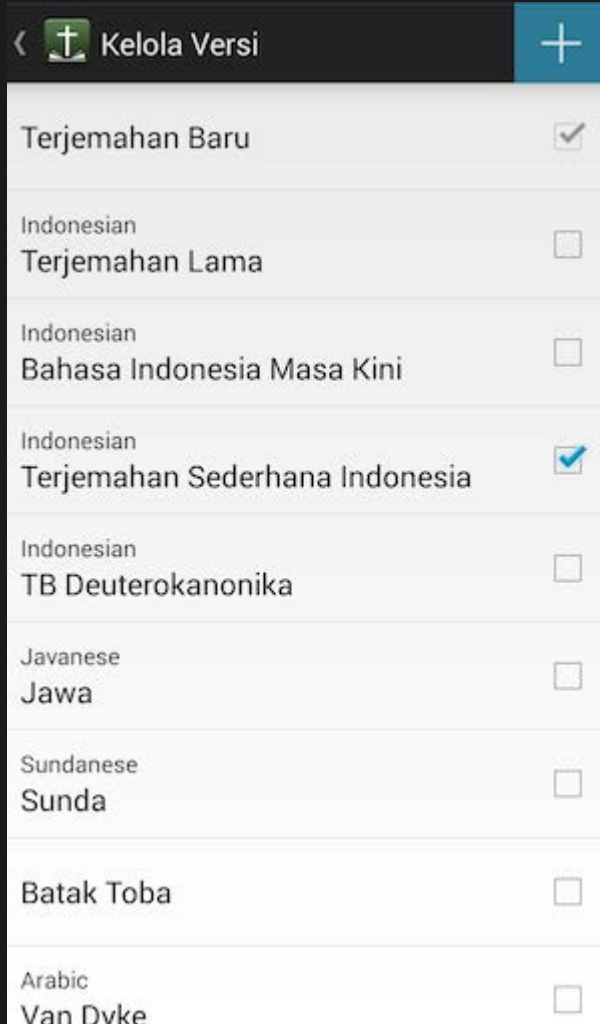 Kelola Versi
Terjemahan Baru
Indonesian
Terjemahan Lama
Indonesian
Bahasa Indonesia Masa Kini
Indonesian
Terjemahan Sederhana Indonesia
Indonesian
TB Deuterokanonika
Javanese
Jawa
Sundanese
Sunda
Batak Toba
Arabic
Van Dyke